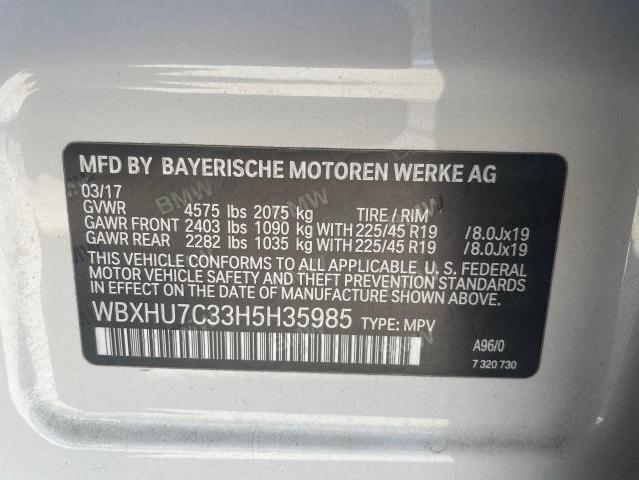 MFD BY BAYERISCHE MOTOREN WERKE AG
03/17
GVWR 4575 lbs 2075 kg TIRE / RIM
GAWR FRONT 2403 lbs 1090 kg WITH 225/45 R19 / 8.0Jx19
GAWR REAR 2282 lbs 1035 kg WITH 225/45 R19 / 8.0Jx19
THIS VEHICLE CONFORMS TO ALL APPLICABLE U. S. FEDERAL
MOTOR VEHICLE SAFETY AND THEFT PREVENTION STANDARDS
IN EFFECT ON THE DATE OF MANUFACTURE SHOWN ABOVE.
WBXHU7C33H5H35985 TYPE: MPV
A96/0
7 320 730
BMW
BMW